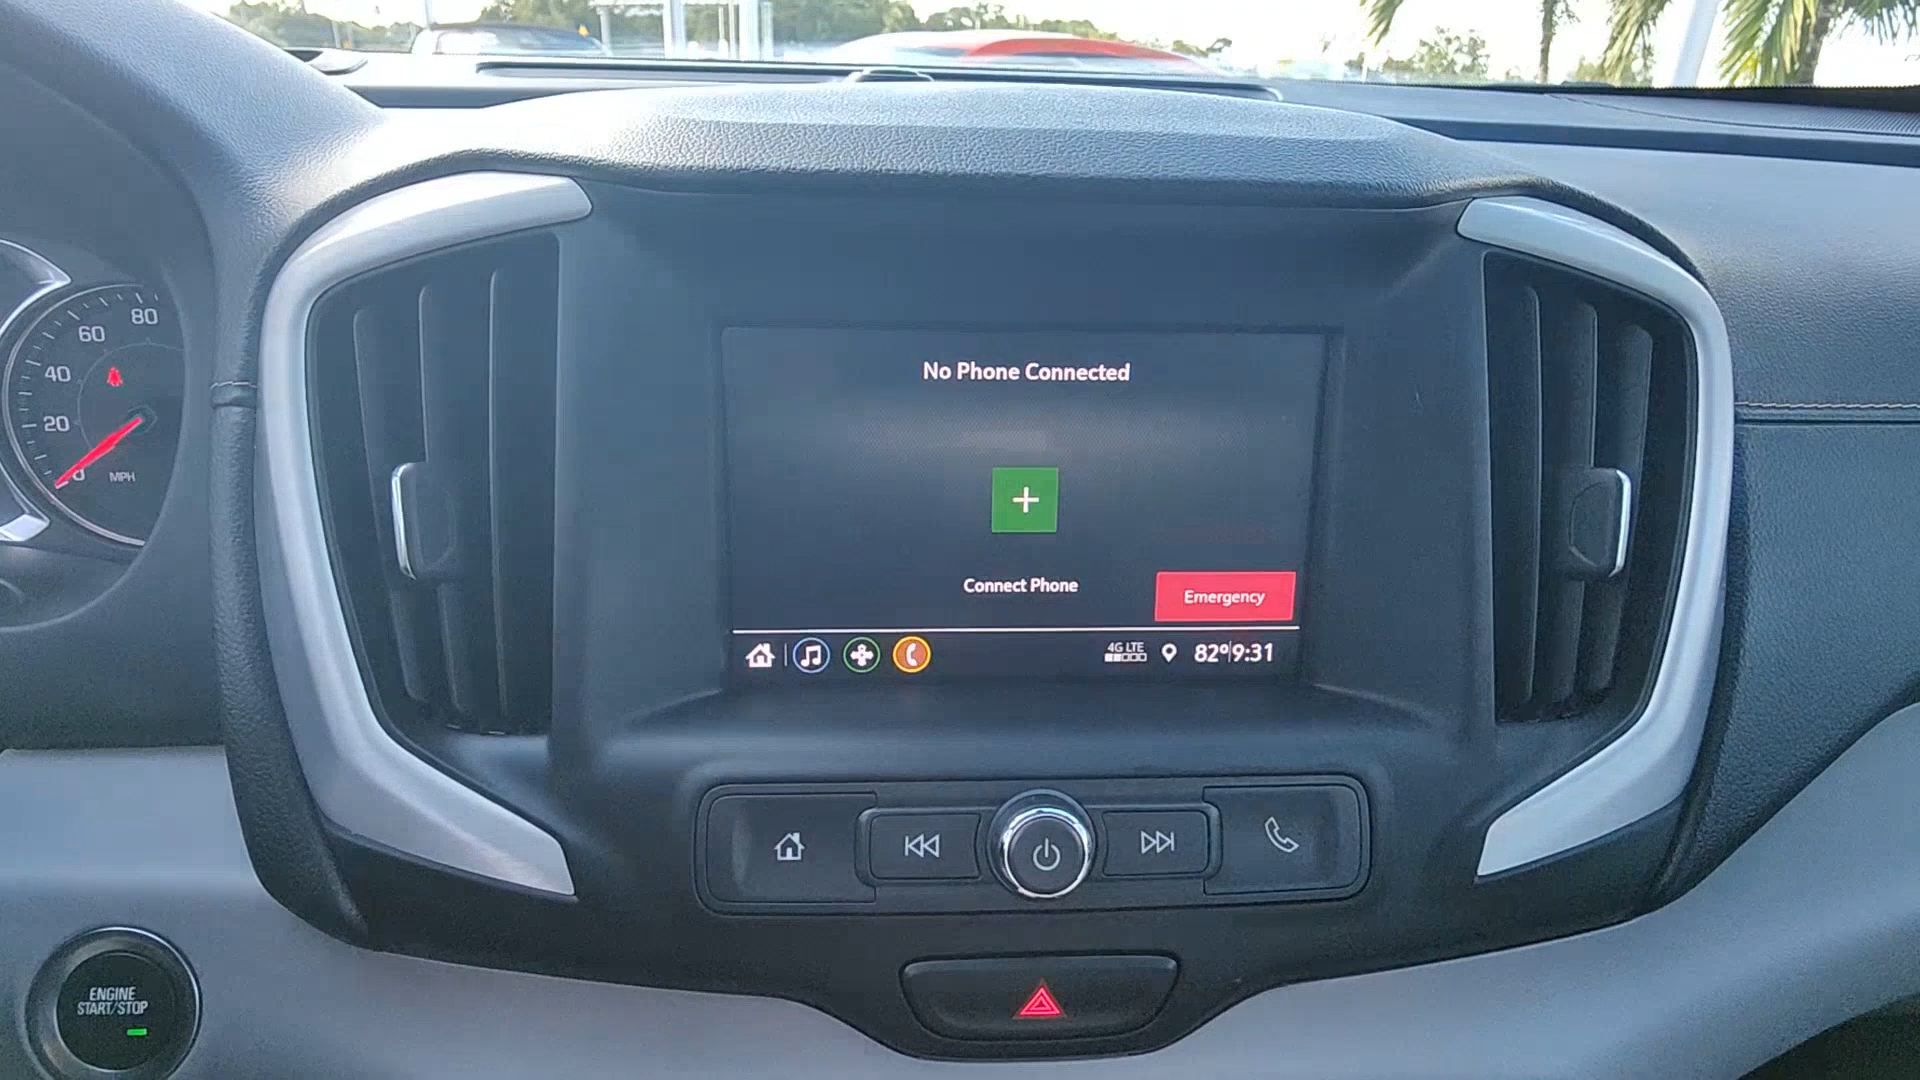 80
60
40
20
0
MPH
No Phone Connected
+
Connect Phone
Emergency
4G LTE
82° 9:31
ENGINE
START/STOP